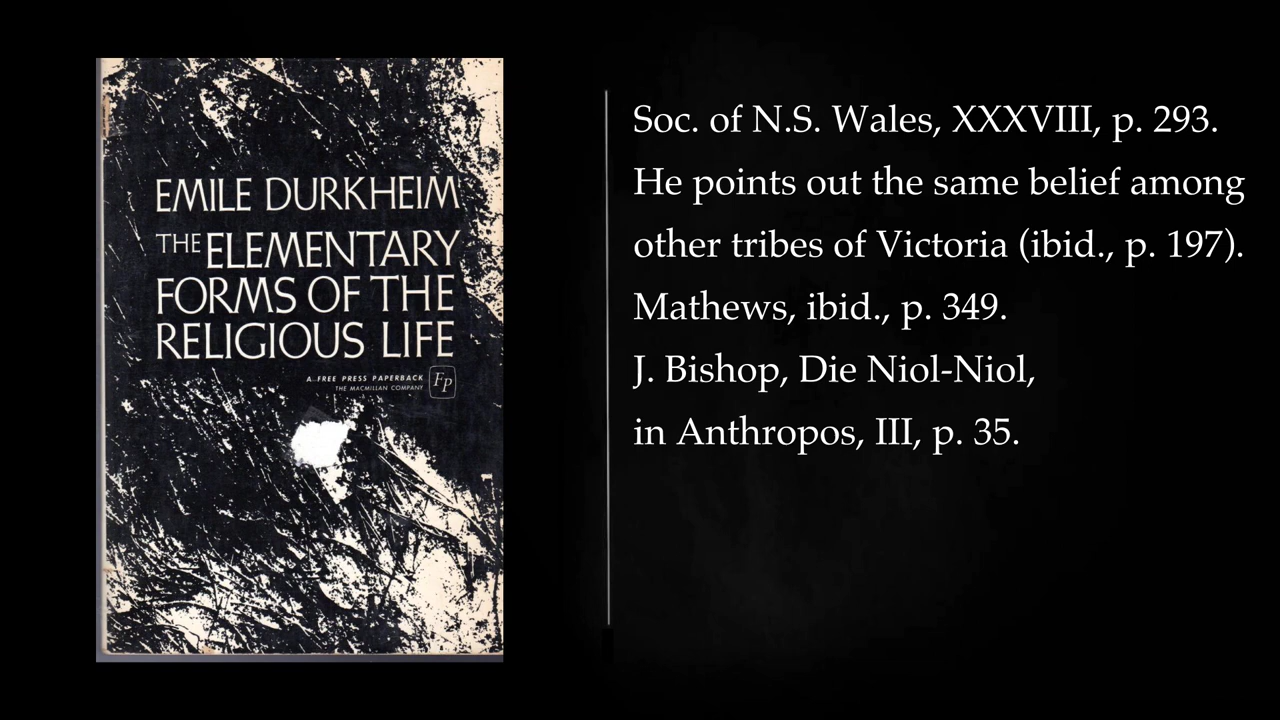 EMILE DURKHEIM
THE ELEMENTARY
FORMS OF THE
RELIGIOUS LIFE
A FREE PRESS PAPERBACK
THE MACMILLAN COMPANY
Fp
Soc. of N.S. Wales, XXXVIII, p. 293.
He points out the same belief among
other tribes of Victoria (ibid., p. 197).
Mathews, ibid., p. 349.
J. Bishop, Die Niol-Niol,
in Anthropos, III, p. 35.